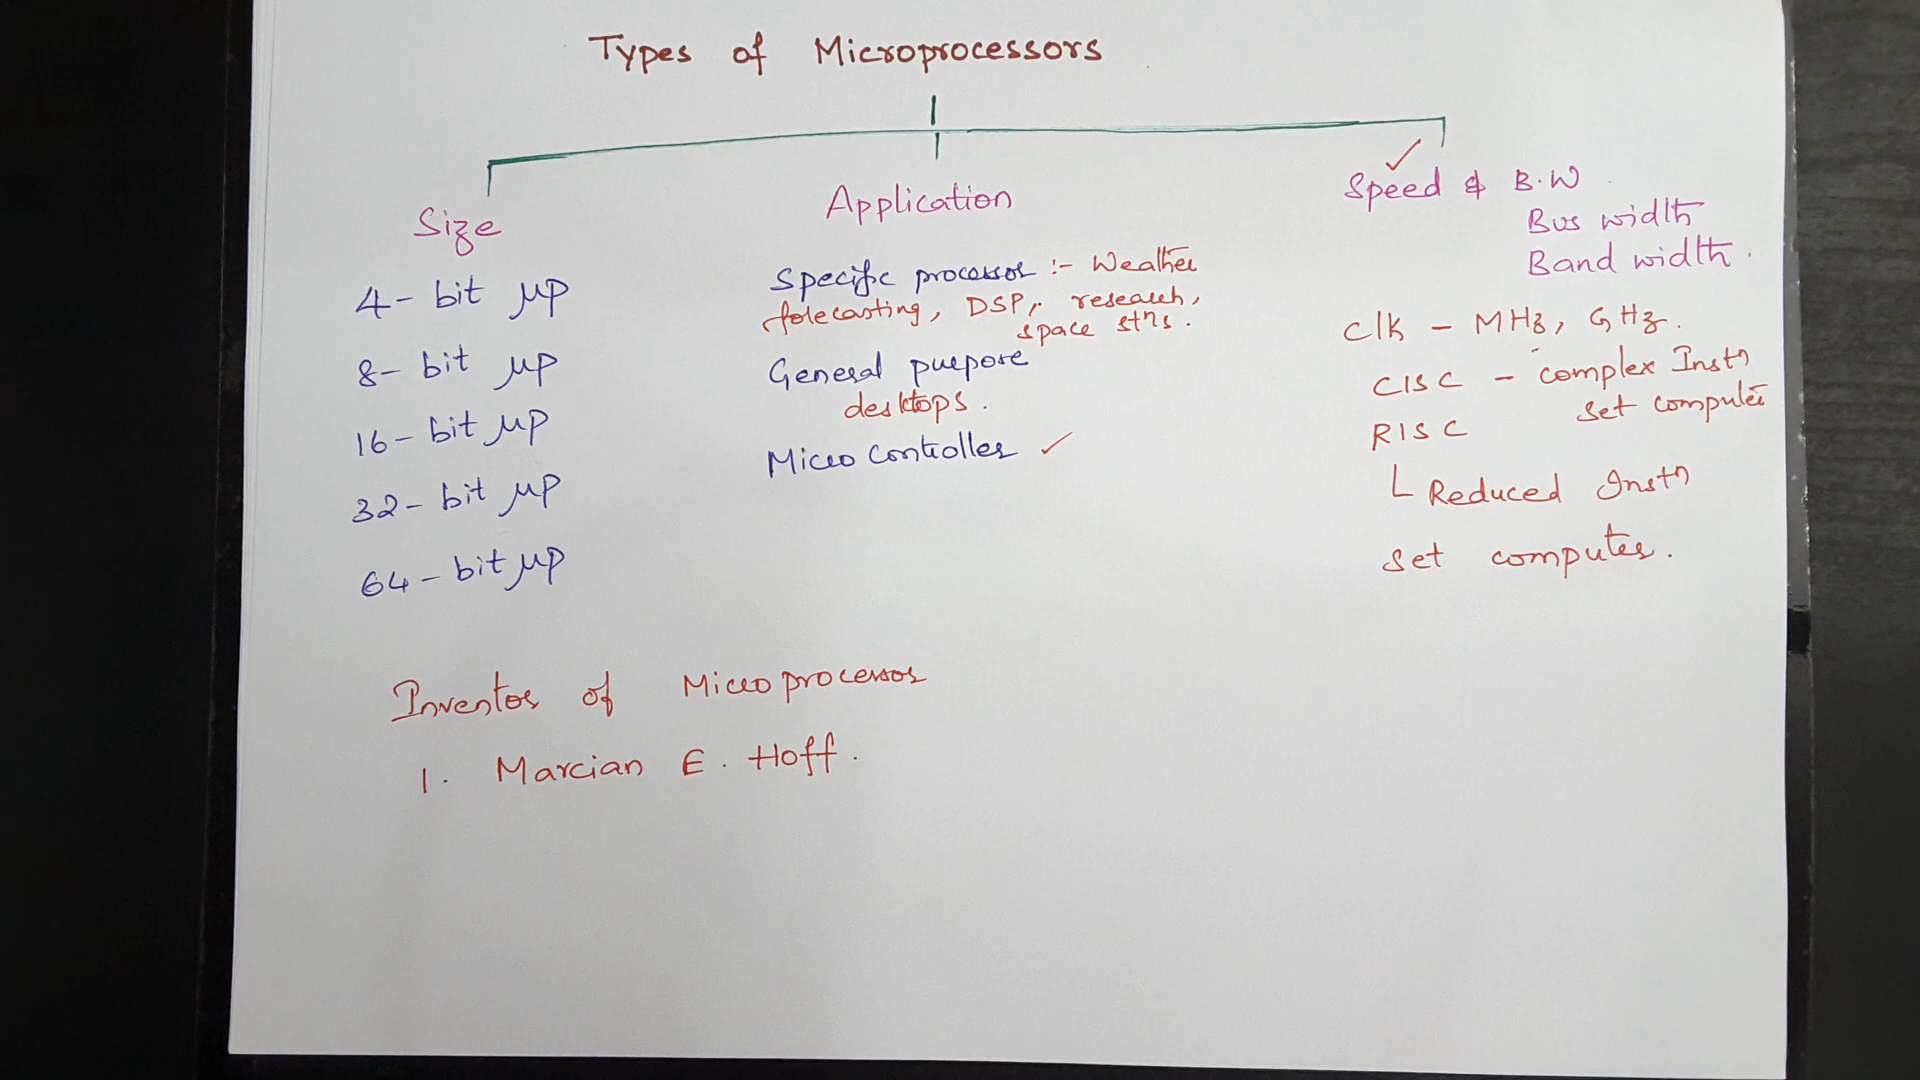 Types of Microprocessors
Size
4- bit μp
8- bit μp
16- bit μp
32- bit μp
64- bit μp
Application
Specific processor :- Weather
forecasting, DSP, research,
space stns.
General purpose
desktops.
Micro Controller ✓
Speed & B.W
Bus width
Band width.
Clk - MHz, GHz.
CISC - complex Instn
set computer
RISC
Reduced Instn
set computer.
Inventor of Microprocessor
1. Marcian E. Hoff.